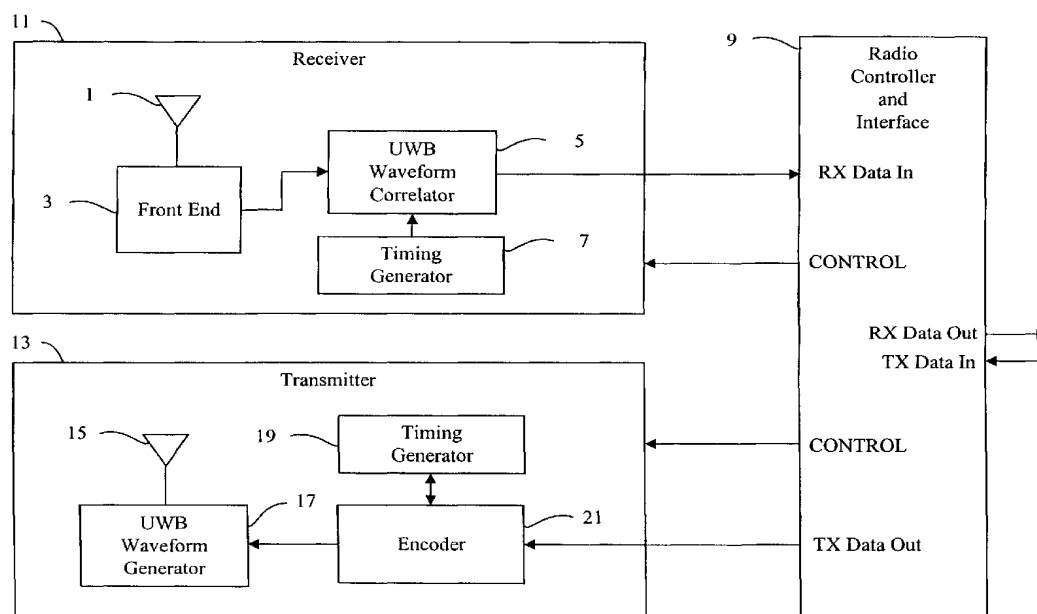 11
Receiver
1
3
Front End
UWB
Waveform
Correlator
5
Timing
Generator
7
9
Radio
Controller
and
Interface
RX Data In
CONTROL
RX Data Out
TX Data In
CONTROL
TX Data Out
13
Transmitter
15
19
Timing
Generator
UWB
Waveform
Generator
17
Encoder
21